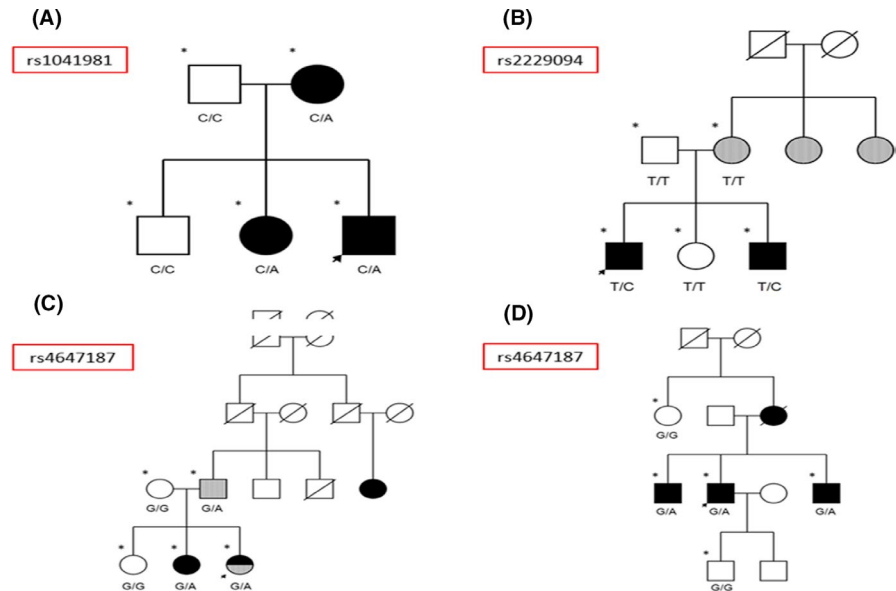 (A)
rs1041981
* *
C/C C/A
* * *
C/C C/A C/A
(B)
rs2229094
* *
T/T T/T
* * *
T/C T/T T/C
(C)
rs4647187
* *
G/G G/A
* * *
G/G G/A G/A
(D)
rs4647187
*
G/G
* * *
G/A G/A G/A
*
G/G